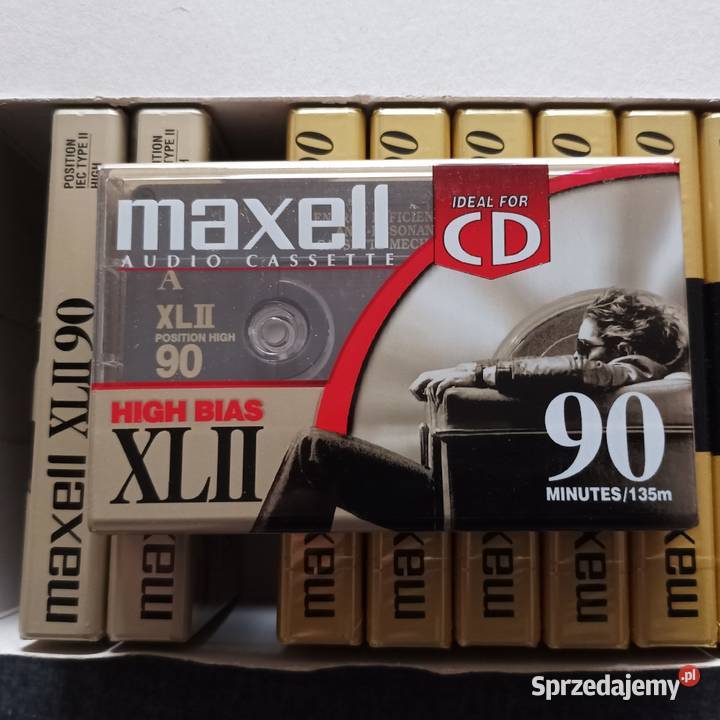 POSITION
IEC TYPE II
HIGH
maxell XLII 90
POSITION
IEC TYPE II
maxell
AUDIO CASSETTE
IDEAL FOR
CD
A
XLII
POSITION HIGH
90
HIGH BIAS
XLII
90
MINUTES/135m
Sprzedajemy.pl